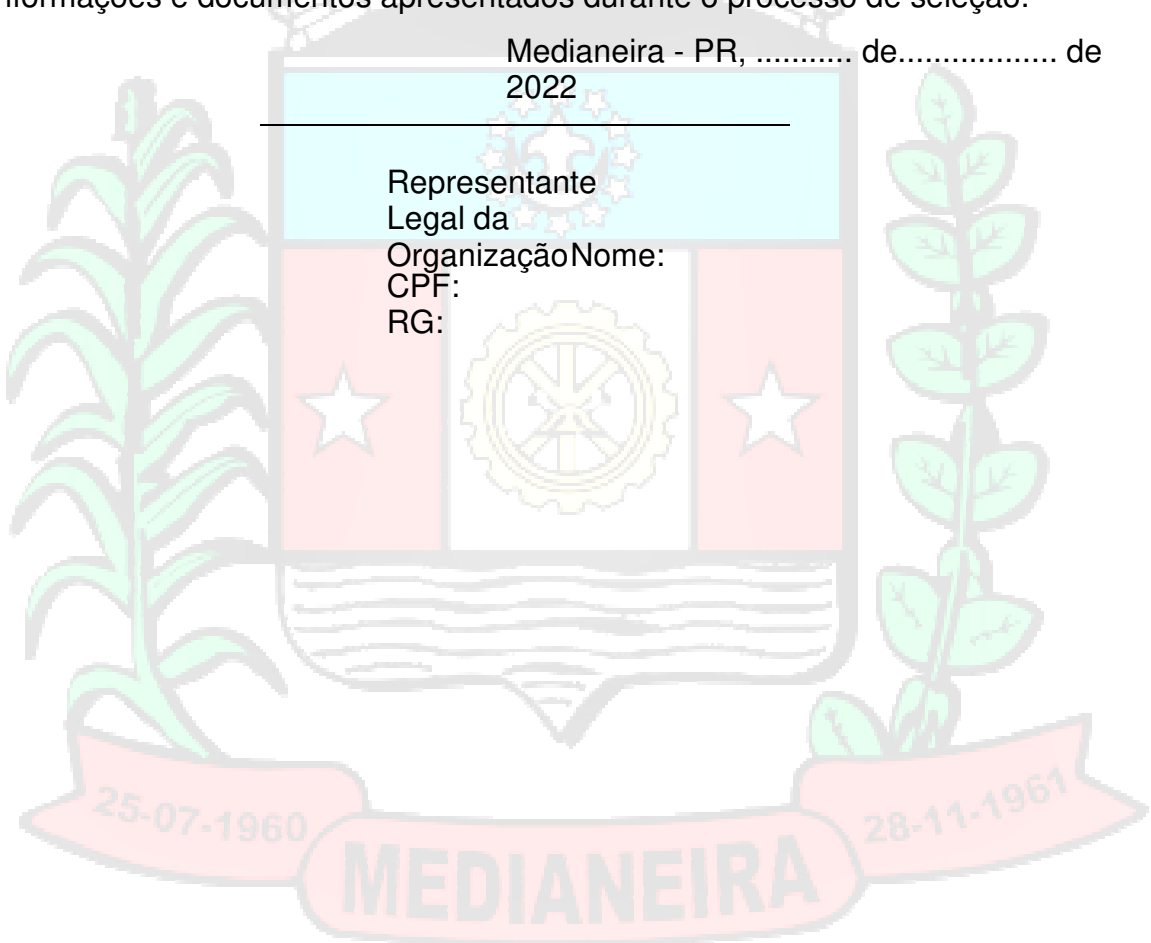 nformações e documentos apresentados durante o processo de seleção.
Medianeira - PR, ........... de.................. de
2022
Representante
Legal da
OrganizaçãoNome:
CPF:
RG:
25-07-1960
28-11-1961
MEDIANEIRA